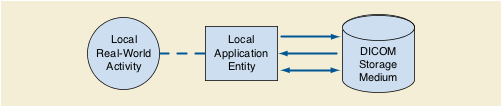 Local
Real-World
Activity
Local
Application
Entity
DICOM
Storage
Medium